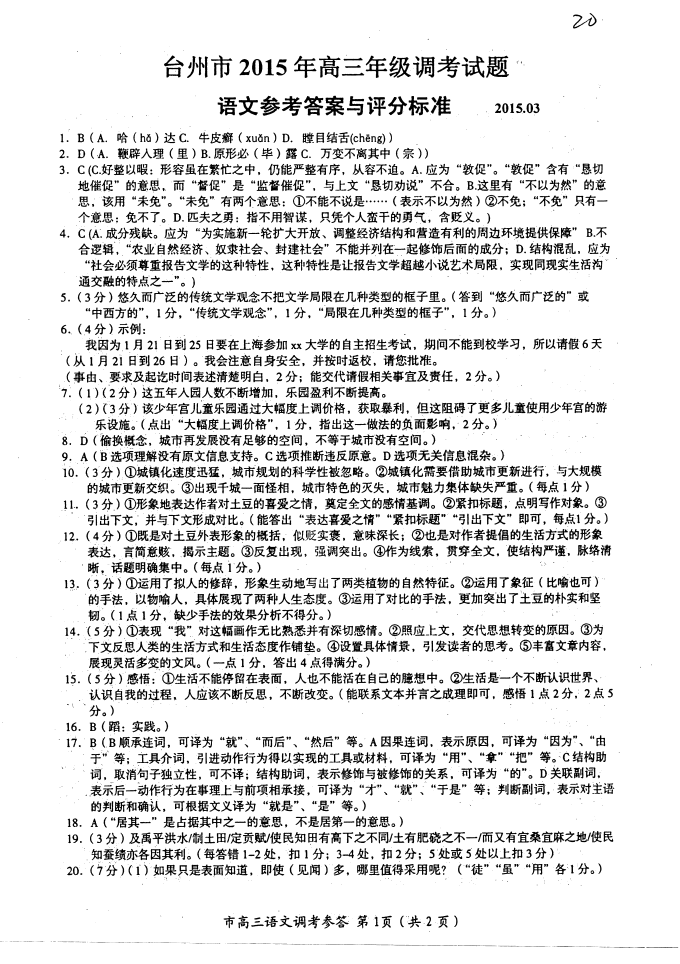 20
台州市 2015 年高三年级调考试题
语文参考答案与评分标准 2015.03
1．B（A．哈（hǎ）达 C．牛皮癣（xuǎn）D．瞠目结舌(chēng)）
2．D（A．鞭辟入理（里）B.原形必（毕）露 C．万变不离其中（宗））
3．C (C.好整以暇：形容虽在繁忙之中，仍能严整有序，从容不迫。A. 应为“敦促”。“敦促”含有“恳切
地催促”的意思，而“督促”是“监督催促”，与上文“恳切劝说”不合。B.这里有“不以为然”的意
思，该用“未免”。“未免”有两个意思：①不能不说是……（表示不以为然）②不免；“不免”只有一
个意思：免不了。D.匹夫之勇：指不用智谋，只凭个人蛮干的勇气，含贬义。）
4．C (A.成分残缺。应为“为实施新一轮扩大开放、调整经济结构和营造有利的周边环境提供保障” B.不
合逻辑，“农业自然经济、奴隶社会、封建社会”不能并列在一起修饰后面的成分；D.结构混乱，应为
“社会必须尊重报告文学的这种特性，这种特性是让报告文学超越小说艺术局限，实现同现实生活沟
通交融的特点之一”。)
5．（3 分）悠久而广泛的传统文学观念不把文学局限在几种类型的框子里。（答到“悠久而广泛的”或
“中西方的”，1 分，“传统文学观念”，1 分，“局限在几种类型的框子”，1 分。）
6．（4 分）示例：
我因为 1 月 21 日到 25 日要在上海参加 xx 大学的自主招生考试，期间不能到校学习，所以请假 6 天
（从 1 月 21 日到 26 日）。我会注意自身安全，并按时返校，请您批准。
（事由、要求及起讫时间表述清楚明白，2 分；能交代请假相关事宜及责任，2 分。）
7．（1）（2 分）这五年人园人数不断增加，乐园盈利不断提高。
（2）（3 分）该少年宫儿童乐园通过大幅度上调价格，获取暴利，但这阻碍了更多儿童使用少年宫的游
乐设施。（点出“大幅度上调价格”，1 分，指出这一做法的负面影响，2 分。）
8．D（偷换概念，城市再发展没有足够的空间，不等于城市没有空间。）
9．A（B 选项理解没有原文信息支持。C 选项推断违反原意。D 选项无关信息混杂。）
10．（3 分）①城镇化速度迅猛，城市规划的科学性被忽略。②城镇化需要借助城市更新进行，与大规模
的城市更新交织。③出现千城一面怪相，城市特色的灭失，城市魅力集体缺失严重。（每点 1 分）
11．（3 分）①形象地表达作者对土豆的喜爱之情，奠定全文的感情基调。②紧扣标题，点明写作对象。③
引出下文，并与下文形成对比。（能答出“表达喜爱之情”“紧扣标题”“引出下文”即可，每点1 分。）
12．（4 分）①既是对土豆外表形象的概括，似贬实褒，意味深长；②也是对作者提倡的生活方式的形象
表达，言简意赅，揭示主题。③反复出现，强调突出。④作为线索，贯穿全文，使结构严谨，脉络清
晰，话题明确集中。（每点 1 分。）
13．（3 分）①运用了拟人的修辞，形象生动地写出了两类植物的自然特征。②运用了象征（比喻也可）
的手法，以物喻人，具体展现了两种人生态度。③运用了对比的手法，更加突出了土豆的朴实和坚
韧。（1 点 1 分，缺少手法的效果分析不得分。）
14．（5 分）①表现“我”对这幅画作无比熟悉并有深切感情。②照应上文，交代思想转变的原因。③为
下文反思人类的生活方式和生活态度作铺垫。④设置具体情景，引发读者的思考。⑤丰富文章内容，
展现灵活多变的文风。（一点 1 分，答出 4 点得满分。）
15．（5 分）感悟：①生活不能停留在表面，人也不能活在自己的臆想中。②生活是一个不断认识世界、
认识自我的过程，人应该不断反思，不断改变。（能联系文本并言之成理即可，感悟 1 点 2 分，2 点 5
分。）
16．B（蹈：实践。）
17．B（B 顺承连词，可译为“就”、“而后”、“然后”等。A 因果连词，表示原因，可译为“因为”、“由
于”等；工具介词，引进动作行为得以实现的工具或材料，可译为“用”、“拿”“把”等。C 结构助
词，取消句子独立性，可不译；结构助词，表示修饰与被修饰的关系，可译为“的”。D 关联副词，
表示后一动作行为在事理上与前项相承接，可译为“才”、“就”、“于是”等；判断副词，表示对主语
的判断和确认，可根据文义译为“就是”、“是”等。）
18．A（“居其一”是占据其中之一的意思，不是居第一的意思。）
19．（3 分）及禹平洪水/制土田/定贡赋/使民知田有高下之不同/土有肥硗之不一/而又有宜桑宜麻之地/使民
知蚕绩亦各因其利。（每答错 1-2 处，扣 1 分；3-4 处，扣 2 分；5 处或 5 处以上扣 3 分）
20．（7 分）（1）如果只是表面知道，即使（见闻）多，哪里值得采用呢？（“徒”“虽”“用”各 1 分。）
市高三语文调考参答 第 1页（共 2 页）